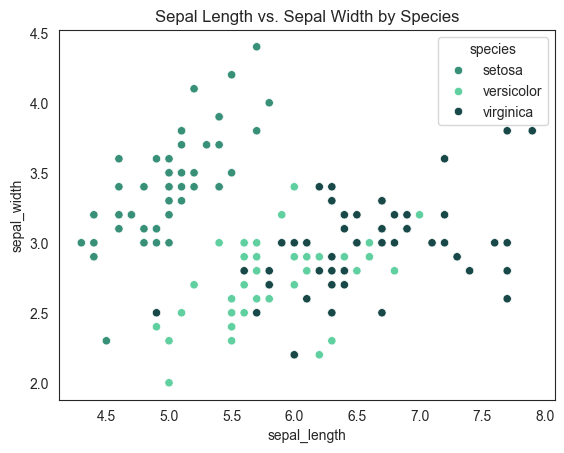 Sepal Length vs. Sepal Width by Species
species
setosa
versicolor
virginica
sepal_width
4.5
4.0
3.5
3.0
2.5
2.0
4.5 5.0 5.5 6.0 6.5 7.0 7.5 8.0
sepal_length